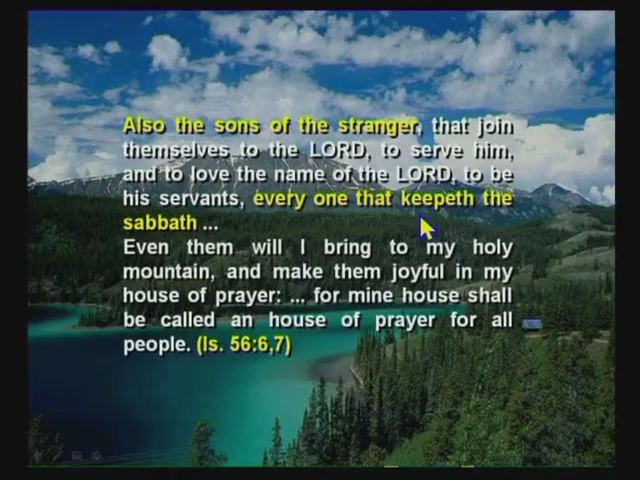 Also the sons of the stranger, that join
themselves to the LORD, to serve him,
and to love the name of the LORD, to be
his servants, every one that keepeth the
sabbath ...
Even them will I bring to my holy
mountain, and make them joyful in my
house of prayer: ... for mine house shall
be called an house of prayer for all
people. (Is. 56:6,7)